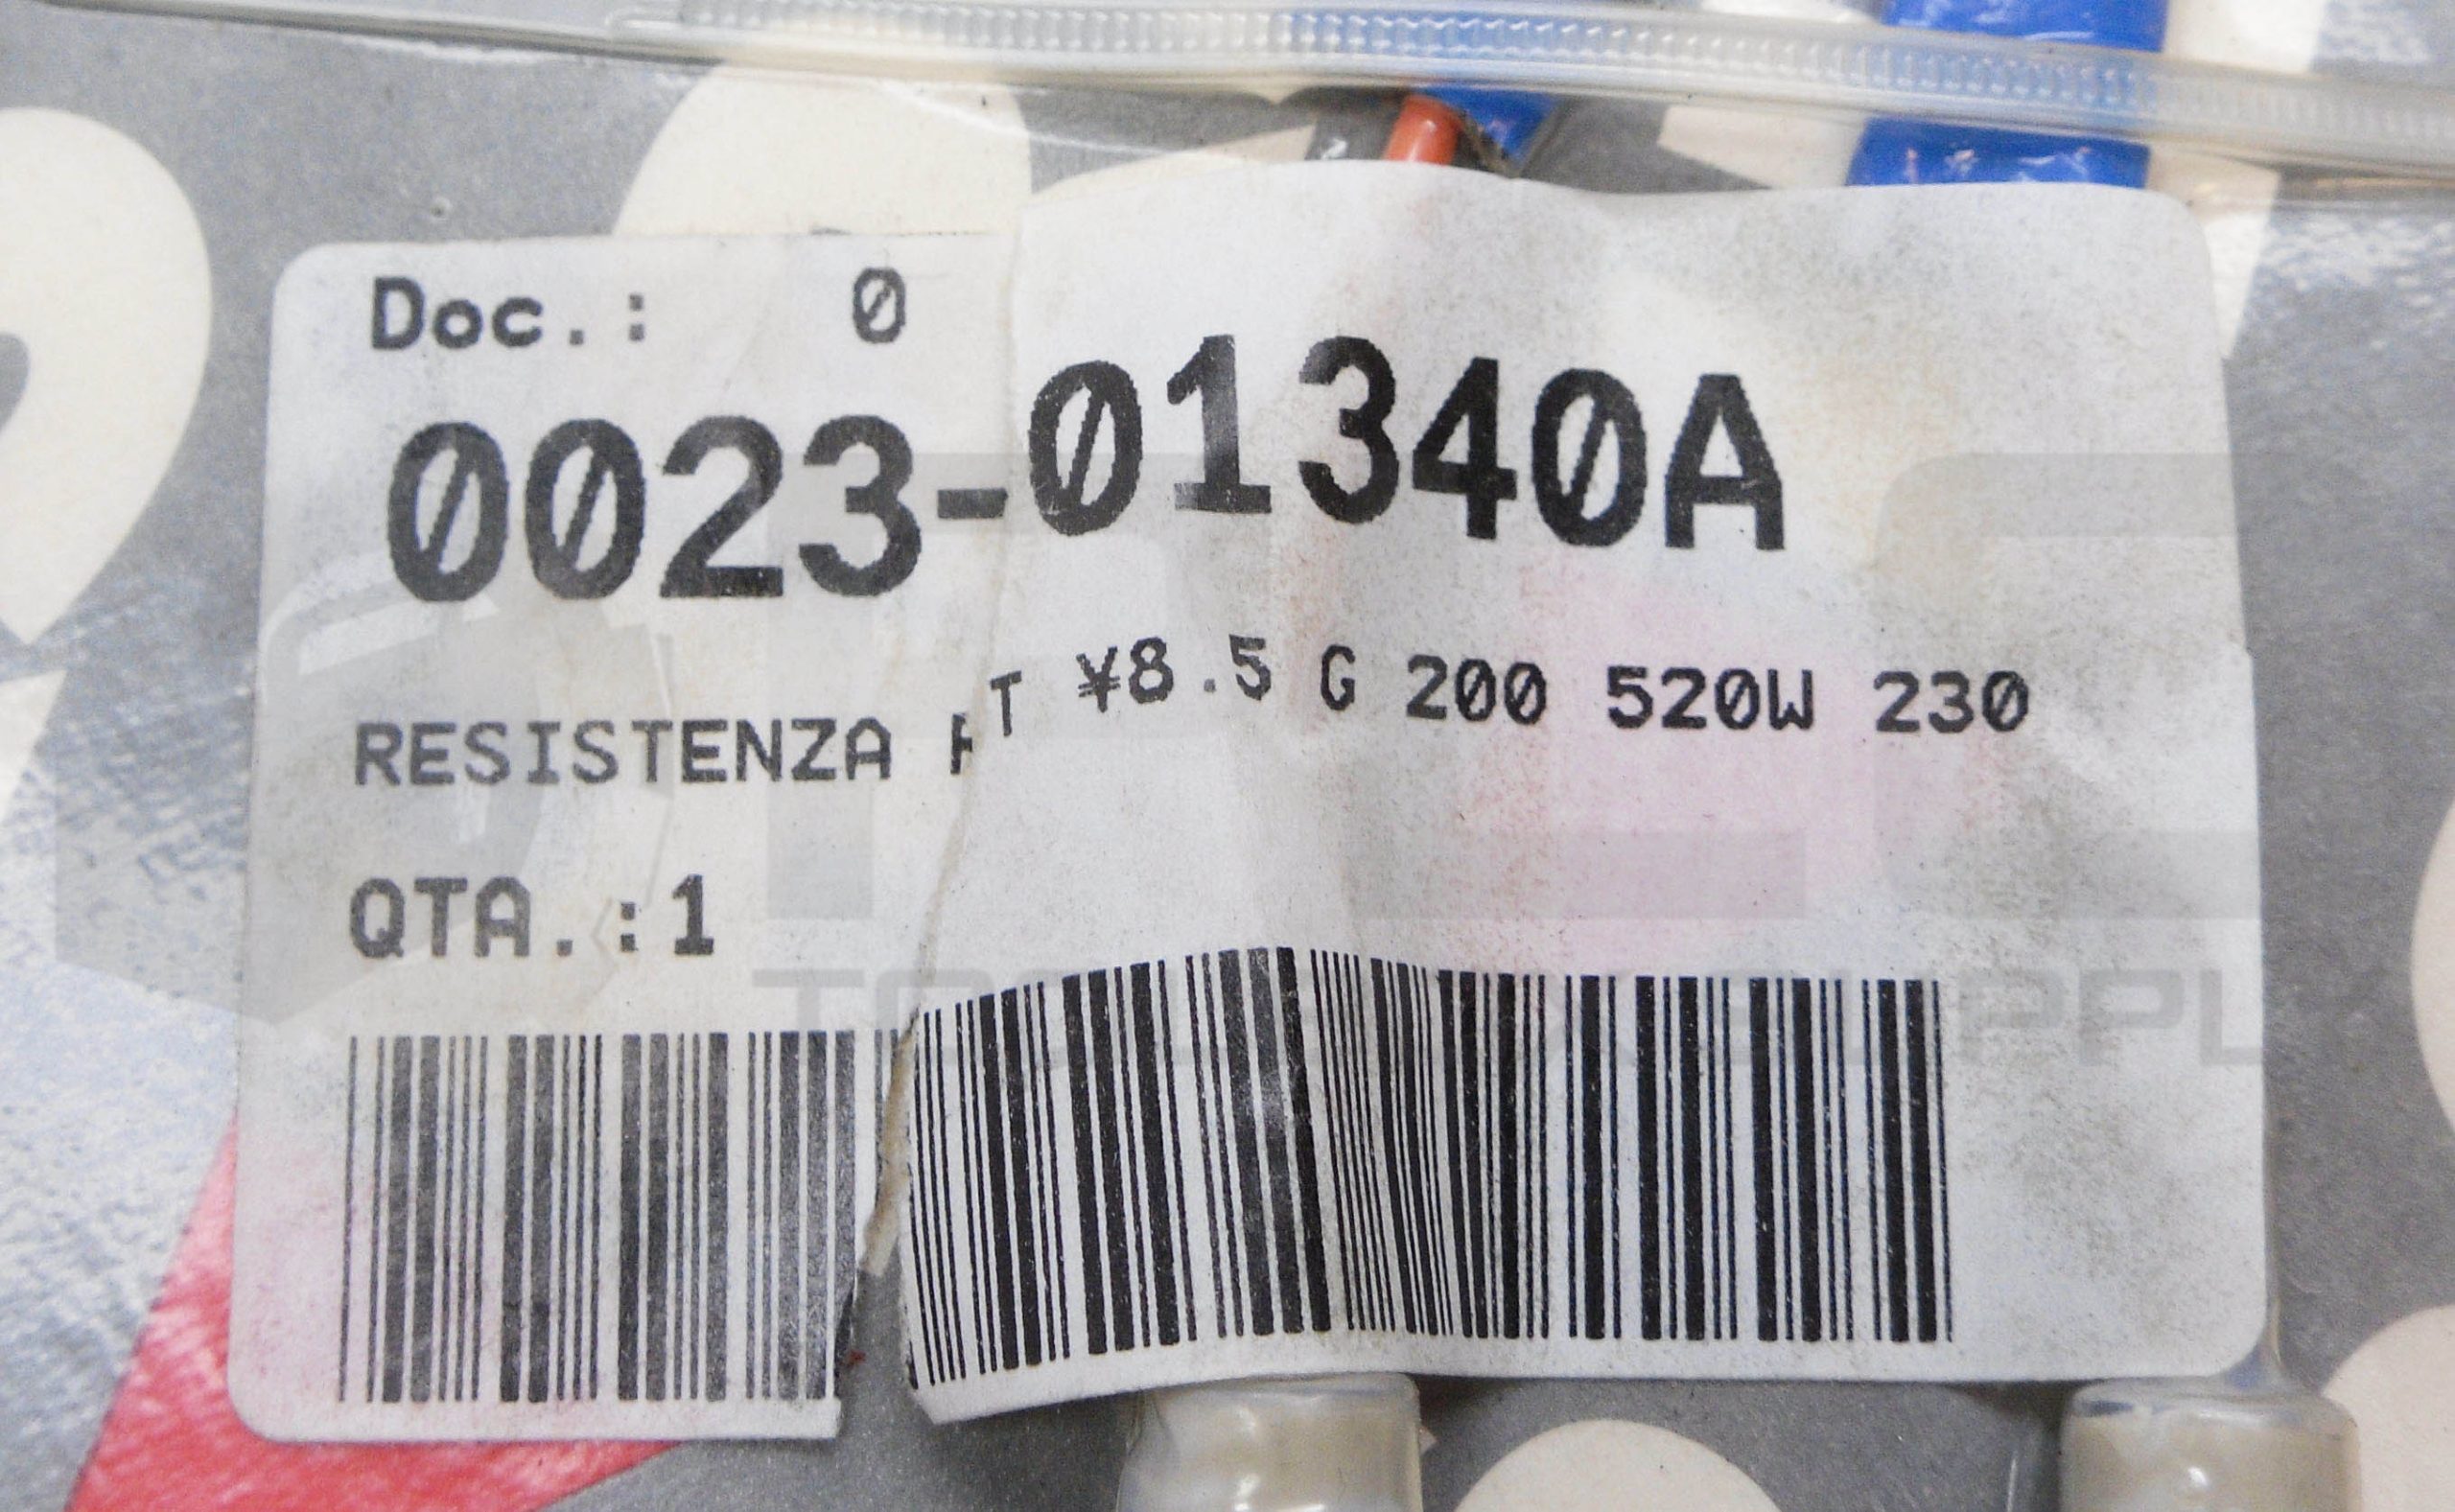 Doc.: 0
0023-01340A
RESISTENZA T ¥8.5 G 200 520W 230
QTA.:1